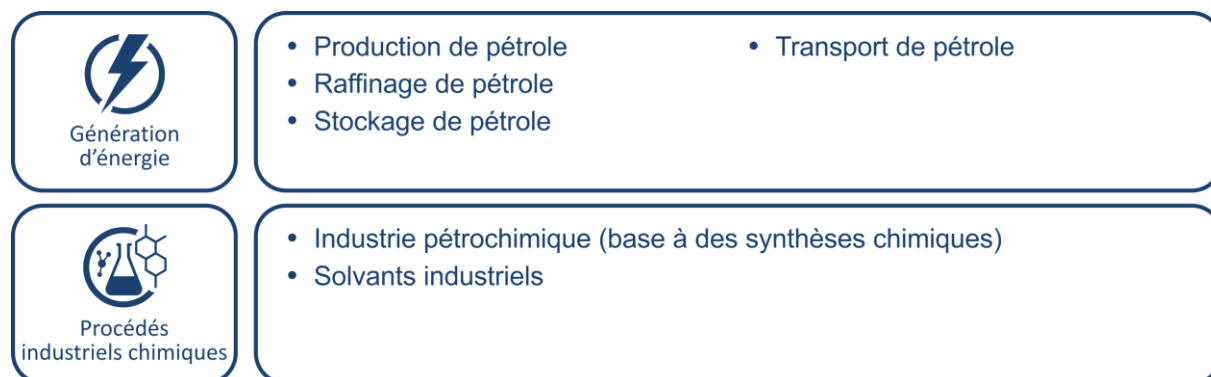 Génération
d'énergie
• Production de pétrole
• Raffinage de pétrole
• Stockage de pétrole
• Transport de pétrole
Procédés
industriels chimiques
• Industrie pétrochimique (base à des synthèses chimiques)
• Solvants industriels